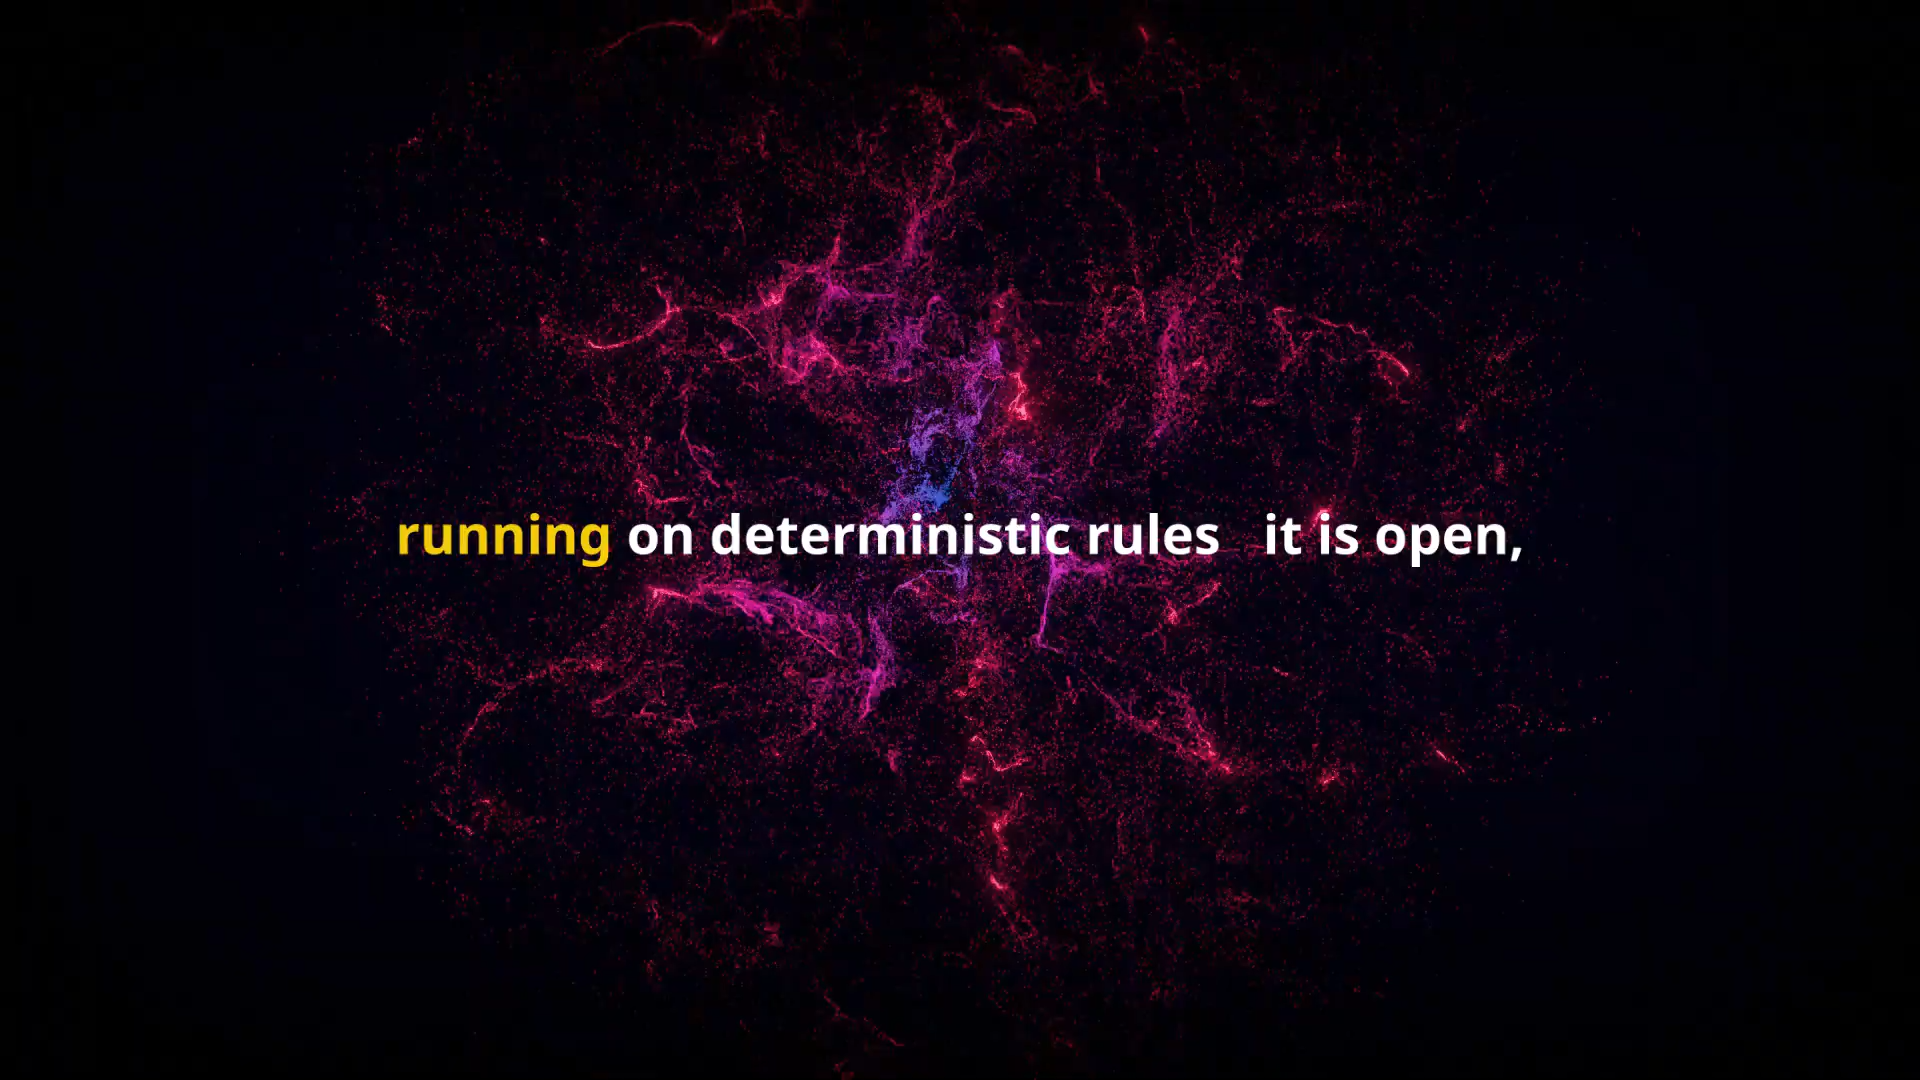 running on deterministic rules it is open,